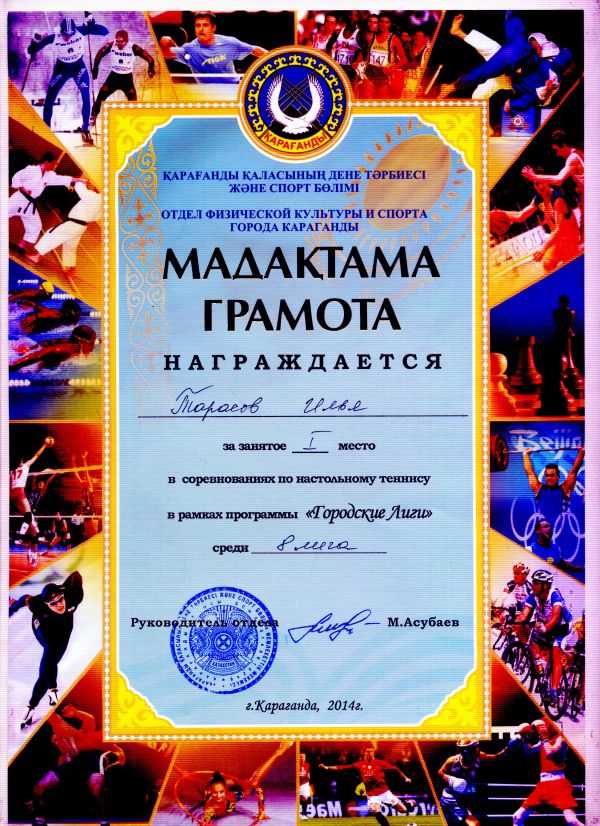 ҚАРАҒАНДЫ
ҚАРАҒАНДЫ ҚАЛАСЫНЫҢ ДЕНЕ ТӘРБИЕСІ
ЖӘНЕ СПОРТ БӨЛІМІ
ОТДЕЛ ФИЗИЧЕСКОЙ КУЛЬТУРЫ И СПОРТА
ГОРОДА КАРАГАНДЫ
МАДАҚТАМА
ГРАМОТА
НАГРАЖДАЕТСЯ
Тарасов Илья
за занятое I место
в соревнованиях по настольному теннису
в рамках программы «Городские Лиги»
среди 8 лига
Руководитель отдела М.Асубаев
ҚАЗАҚСТАН
г.Караганда, 2014г.
Beijing